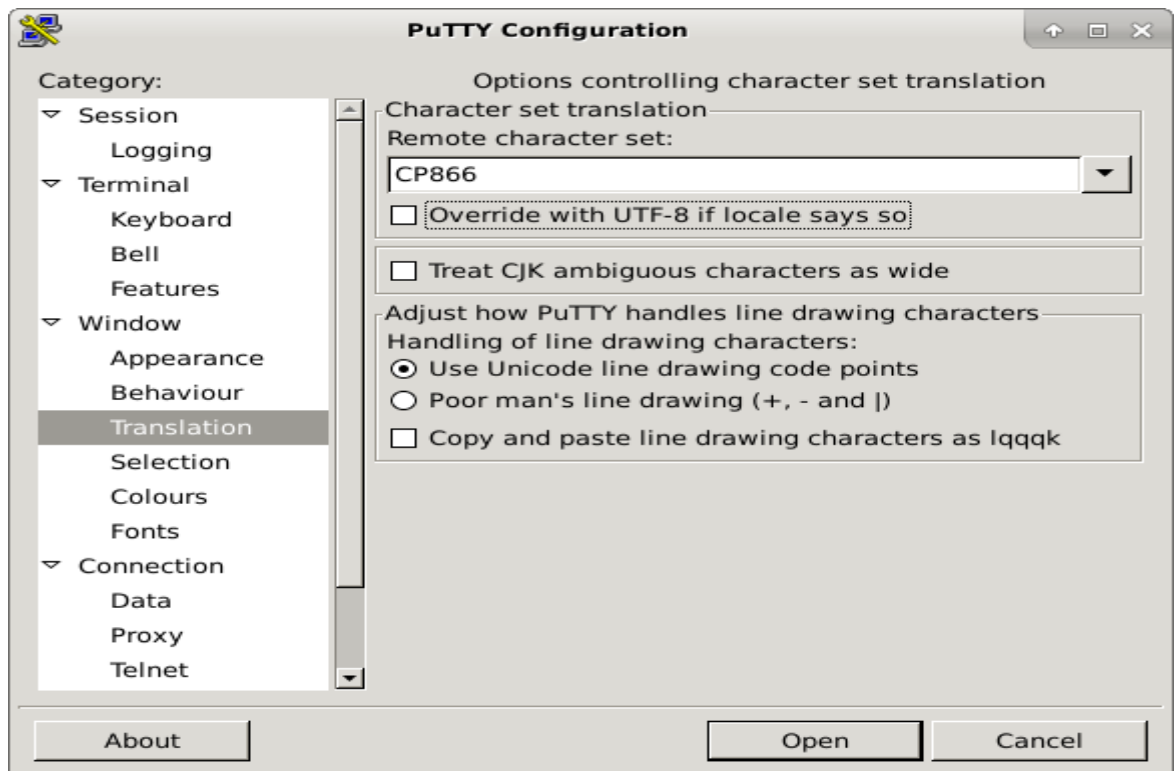 PuTTY Configuration
Category:
Session
Logging
Terminal
Keyboard
Bell
Features
Window
Appearance
Behaviour
Translation
Selection
Colours
Fonts
Connection
Data
Proxy
Telnet
Options controlling character set translation
Character set translation
Remote character set:
CP866
Override with UTF-8 if locale says so
Treat CJK ambiguous characters as wide
Adjust how PuTTY handles line drawing characters
Handling of line drawing characters:
Use Unicode line drawing code points
Poor man's line drawing (+, - and |)
Copy and paste line drawing characters as lqqqk
About
Open
Cancel